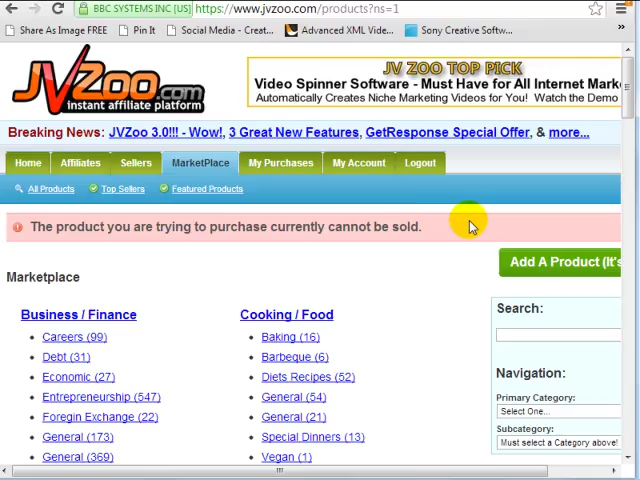 BBC SYSTEMS INC [US] https://www.jvzoo.com/products?ns=1
Share As Image FREE Pin It Social Media - Creat... Advanced XML Vide... Sony Creative Softw... »
JVZoo.com
instant affiliate platform
JV ZOO TOP PICK
Video Spinner Software - Must Have for All Internet Marke
Automatically Creates Niche Marketing Videos for You! Watch the Demo
Breaking News: JVZoo 3.0!!! - Wow!, 3 Great New Features, GetResponse Special Offer, & more...
Home Affiliates Sellers MarketPlace My Purchases My Account Logout
All Products Top Sellers Featured Products
The product you are trying to purchase currently cannot be sold.
Add A Product (It's
Marketplace
Business / Finance
Careers (99)
Debt (31)
Economic (27)
Entrepreneurship (547)
Foregin Exchange (22)
General (173)
General (369)
Cooking / Food
Baking (16)
Barbeque (6)
Diets Recipes (52)
General (54)
General (21)
Special Dinners (13)
Vegan (1)
Search:
Navigation:
Primary Category:
Select One...
Subcategory:
Must select a Category above!